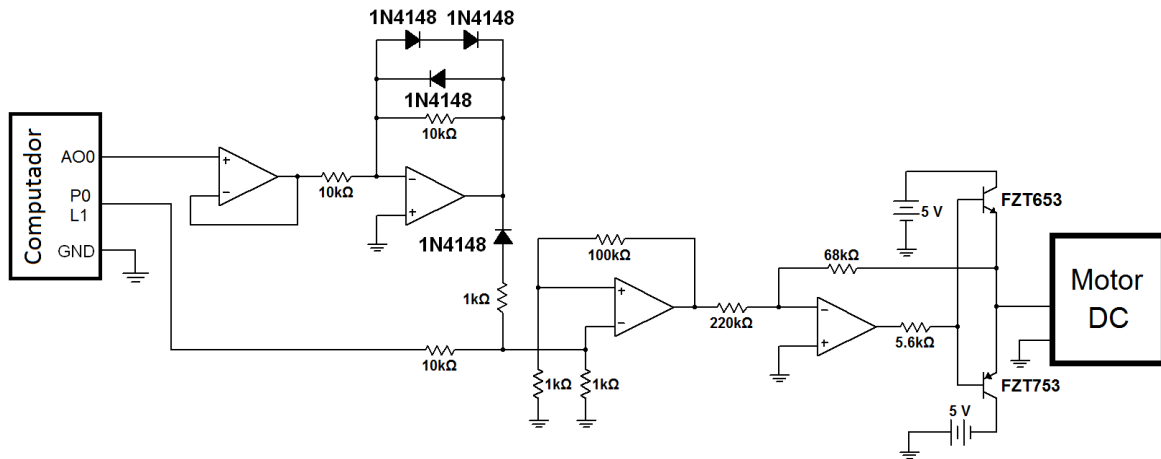 1N4148 1N4148
1N4148
10kΩ
Computador
AO0
P0
L1
GND
+
−
10kΩ
−
+
1N4148
1kΩ
10kΩ
100kΩ
+
−
1kΩ
1kΩ
220kΩ
68kΩ
−
+
5.6kΩ
5 V
FZT653
Motor
DC
FZT753
5 V